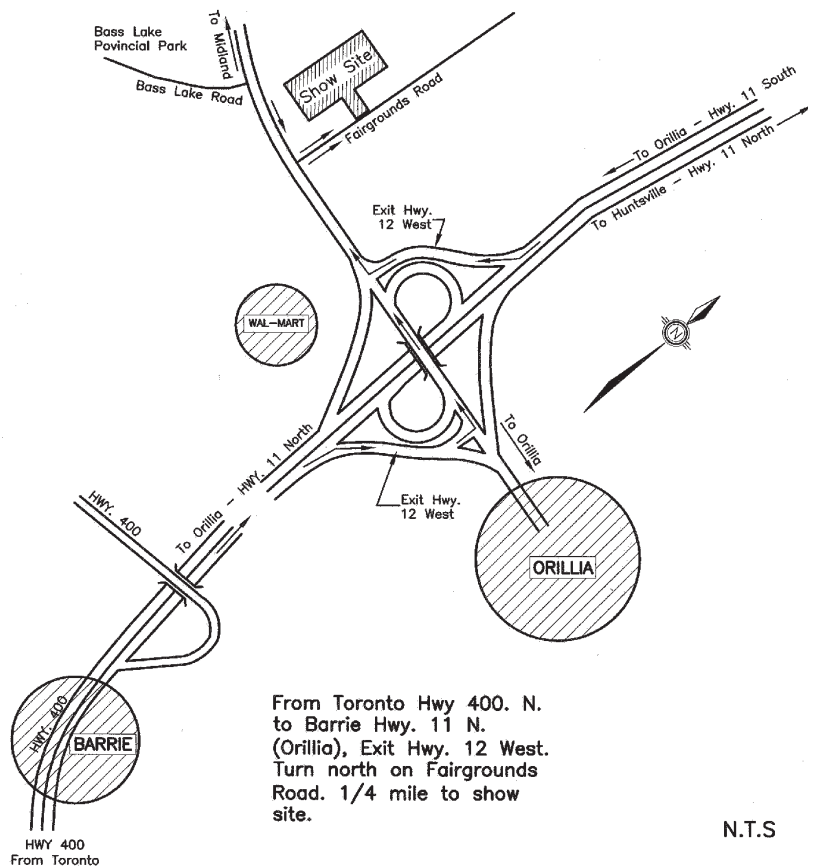 Bass Lake
Povincial Park
To Midland
Bass Lake Road
Show Site
Fairgrounds Road
To Orillia - Hwy. 11 South
To Huntsville - Hwy. 11 North
Exit Hwy.
12 West
WAL-MART
N
To Orillia
To Orillia - HWY. 11 North
Exit Hwy.
12 West
HWY. 400
ORILLIA
HWY. 400
BARRIE
From Toronto Hwy 400. N.
to Barrie Hwy. 11 N.
(Orillia), Exit Hwy. 12 West.
Turn north on Fairgrounds
Road. 1/4 mile to show
site.
N.T.S
HWY 400
From Toronto